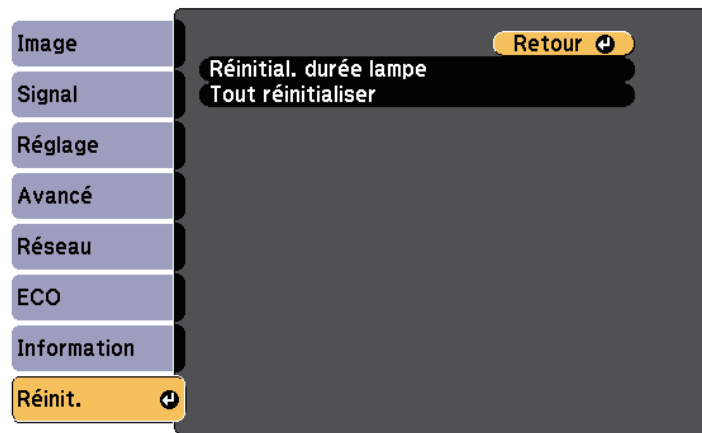 Image
Signal
Réglage
Avancé
Réseau
ECO
Information
Réinit.
Retour
Réinitial. durée lampe
Tout réinitialiser